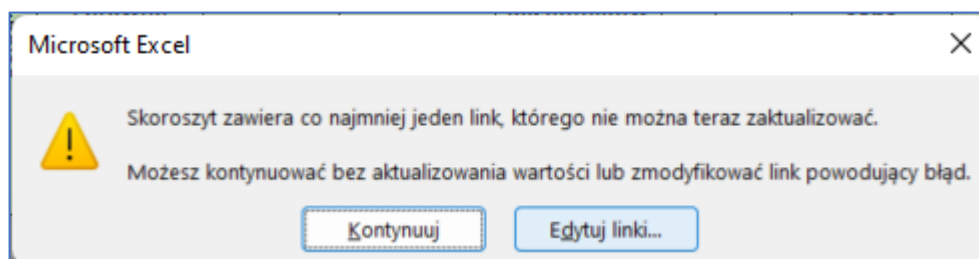 Microsoft Excel
Skoroszyt zawiera co najmniej jeden link, którego nie można teraz zaktualizować.
Możesz kontynuować bez aktualizowania wartości lub zmodyfikować link powodujący błąd.
Kontynuuj
Edytuj linki...